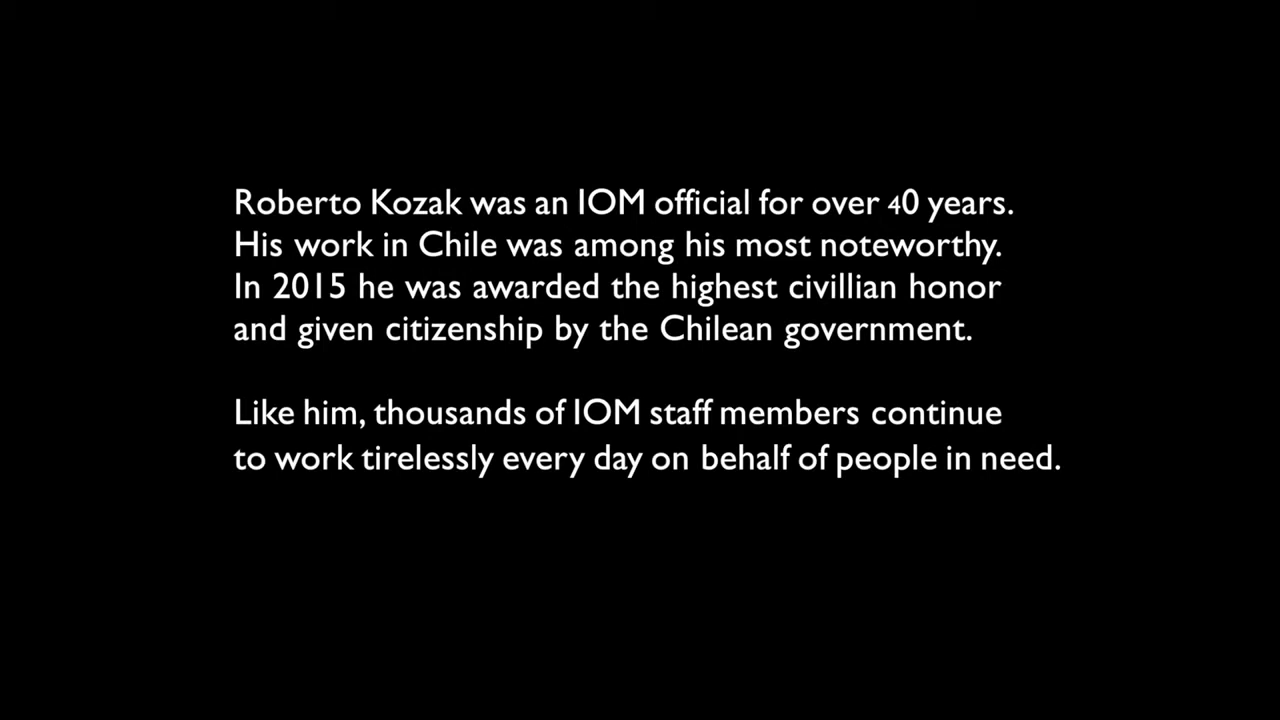 Roberto Kozak was an IOM official for over 40 years.
His work in Chile was among his most noteworthy.
In 2015 he was awarded the highest civillian honor
and given citizenship by the Chilean government.
Like him, thousands of IOM staff members continue
to work tirelessly every day on behalf of people in need.